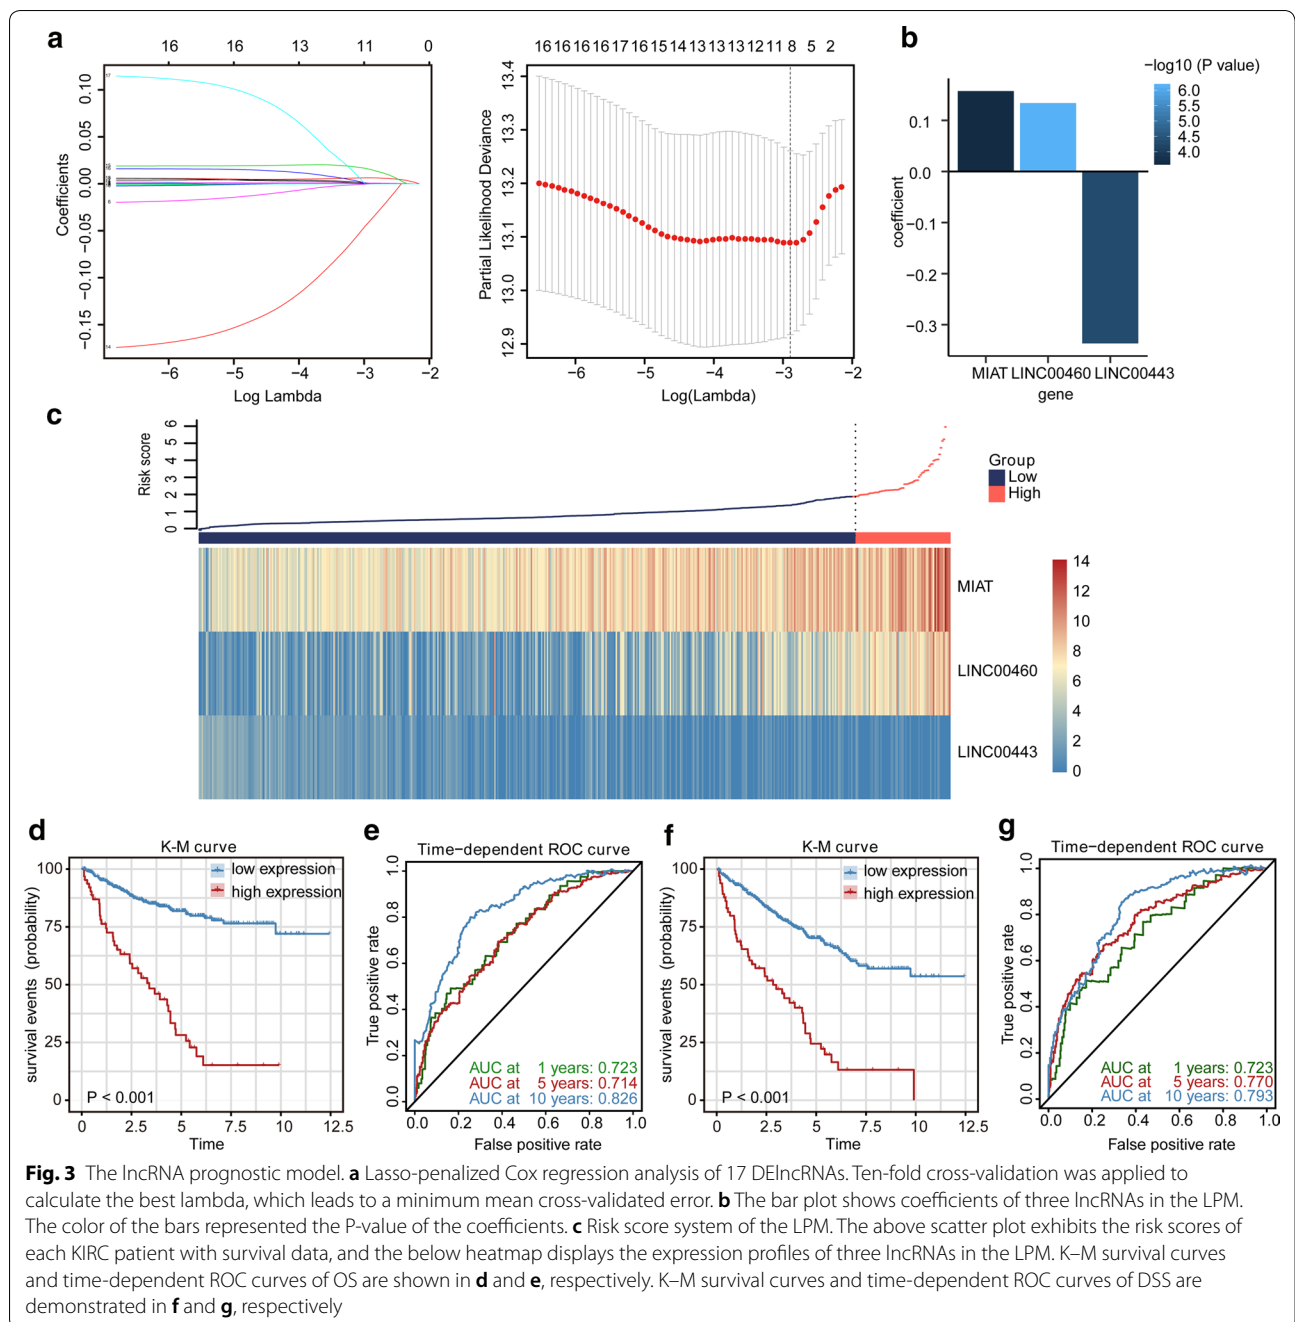 a
16 16 13 11 0
0.10
0.05
0.00
−0.05
−0.10
−0.15
Coefficients
−6 −5 −4 −3 −2
Log Lambda
16 16 16 16 17 16 15 14 13 13 13 12 11 8 5 2
13.4
13.3
13.2
13.1
13.0
12.9
Partial Likelihood Deviance
−6 −5 −4 −3 −2
Log(Lambda)
b
−log10 (P value)
6.0
5.5
5.0
4.5
4.0
0.1
0.0
−0.1
−0.2
−0.3
coefficient
MIAT LINC00460 LINC00443
gene
c
6
5
4
3
2
1
0
Risk score
Group
Low
High
MIAT
LINC00460
LINC00443
14
12
10
8
6
4
2
0
d
K-M curve
low expression
high expression
100
75
50
25
0
survival events (probability)
P < 0.001
0 2.5 5 7.5 10 12.5
Time
e
Time−dependent ROC curve
1.0
0.8
0.6
0.4
0.2
0.0
True positive rate
AUC at 1 years: 0.723
AUC at 5 years: 0.714
AUC at 10 years: 0.826
0.0 0.2 0.4 0.6 0.8 1.0
False positive rate
f
K-M curve
low expression
high expression
100
75
50
25
0
survival events (probability)
P < 0.001
0 2.5 5 7.5 10 12.5
Time
g
Time−dependent ROC curve
1.0
0.8
0.6
0.4
0.2
0.0
True positive rate
AUC at 1 years: 0.723
AUC at 5 years: 0.770
AUC at 10 years: 0.793
0.0 0.2 0.4 0.6 0.8 1.0
False positive rate
Fig. 3 The lncRNA prognostic model. a Lasso-penalized Cox regression analysis of 17 DElncRNAs. Ten-fold cross-validation was applied to
calculate the best lambda, which leads to a minimum mean cross-validated error. b The bar plot shows coefficients of three lncRNAs in the LPM.
The color of the bars represented the P-value of the coefficients. c Risk score system of the LPM. The above scatter plot exhibits the risk scores of
each KIRC patient with survival data, and the below heatmap displays the expression profiles of three lncRNAs in the LPM. K–M survival curves
and time-dependent ROC curves of OS are shown in d and e, respectively. K–M survival curves and time-dependent ROC curves of DSS are
demonstrated in f and g, respectively